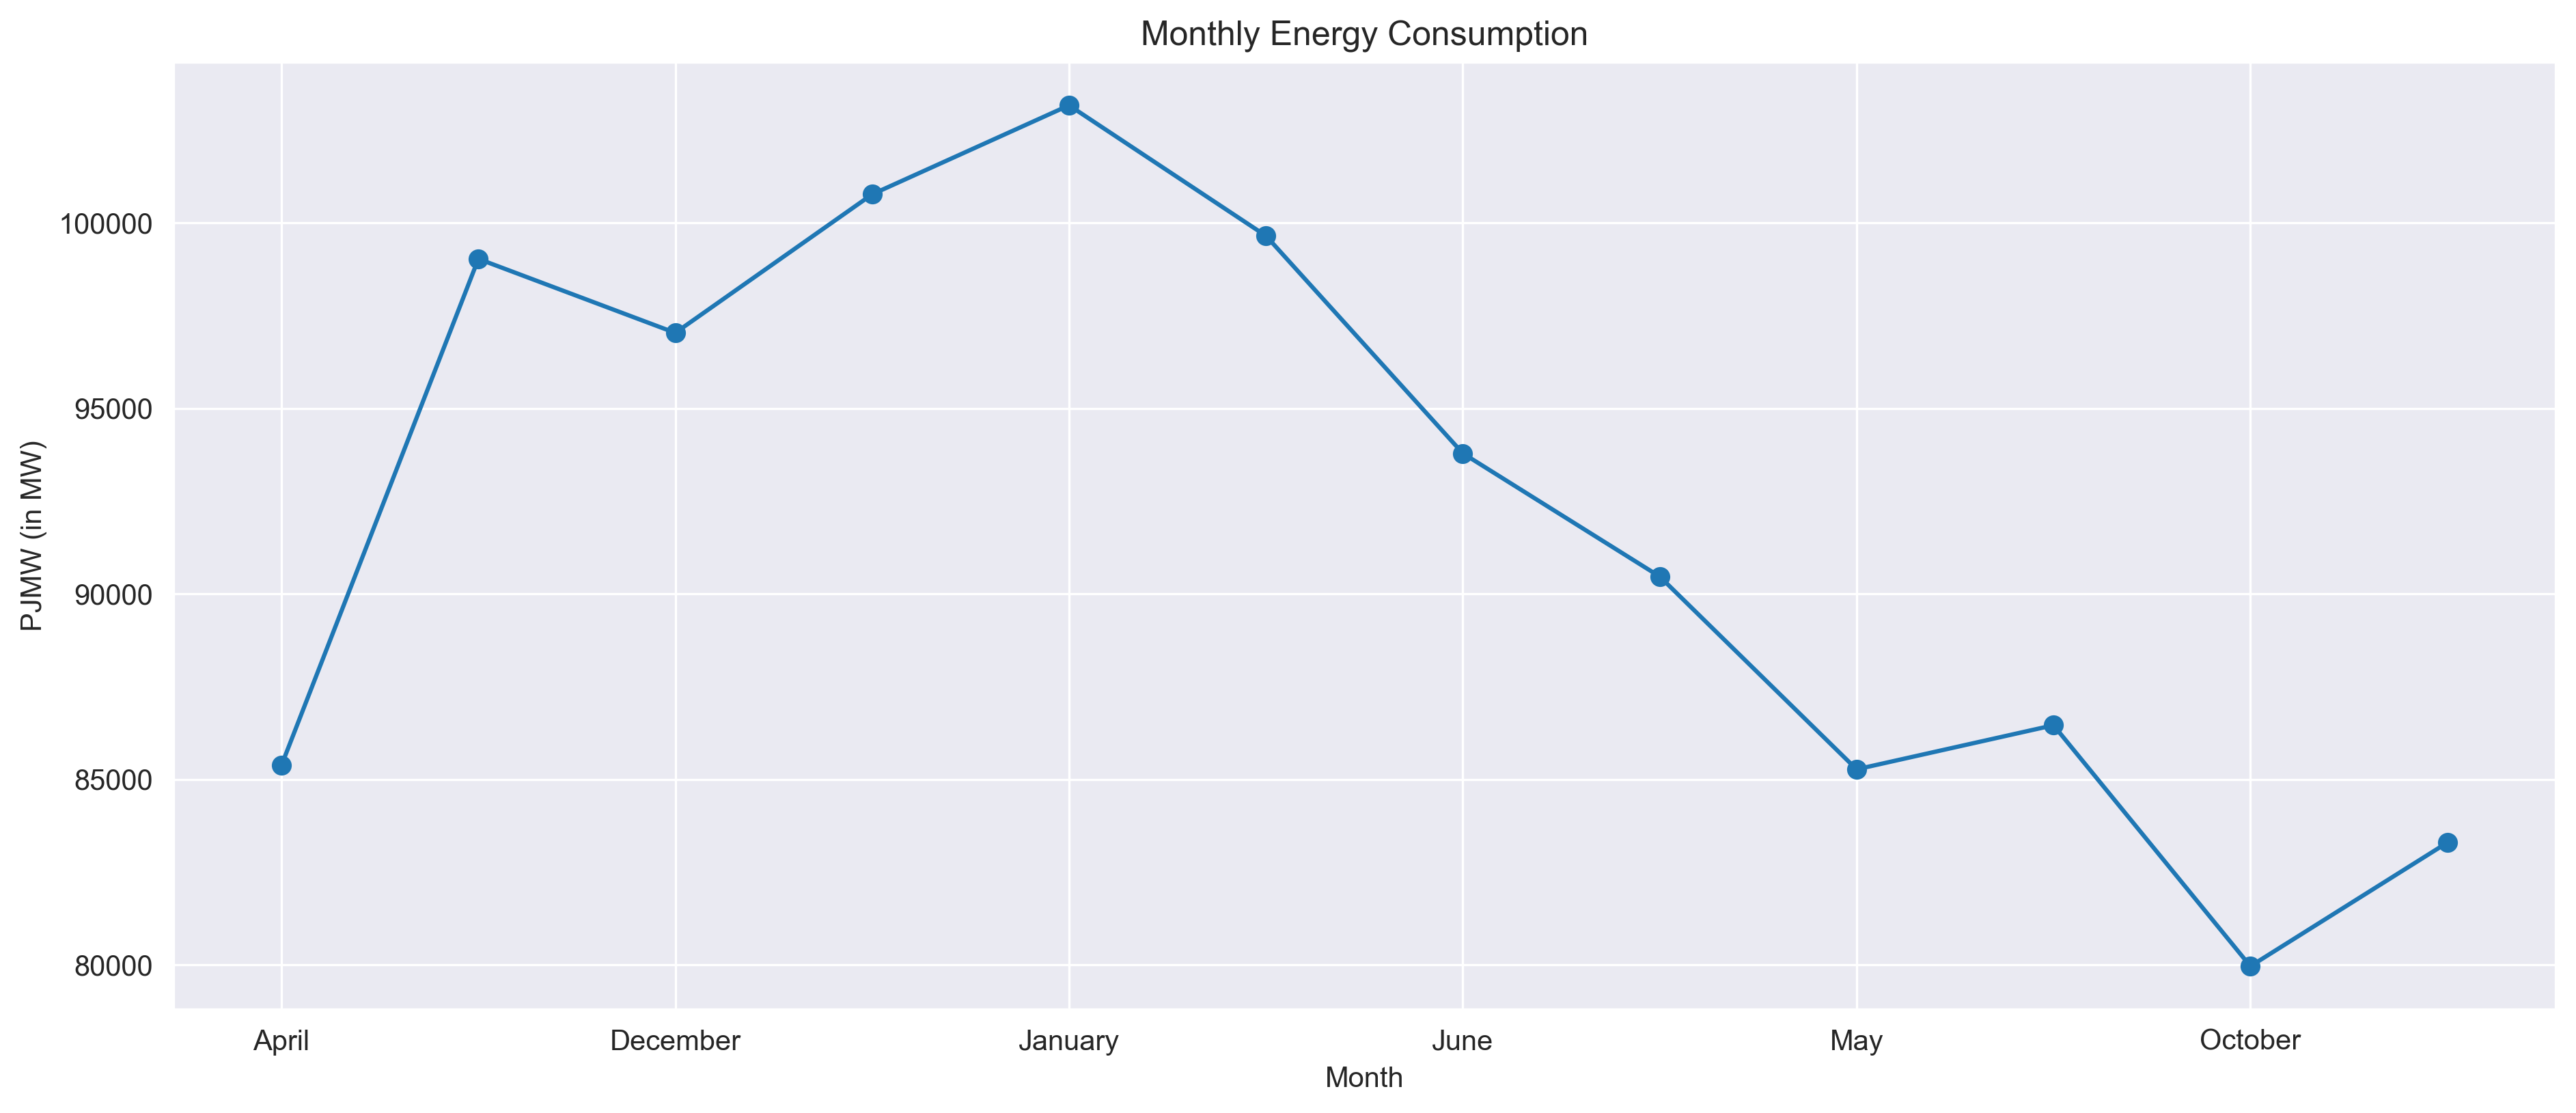 Monthly Energy Consumption
PJMW (in MW)
100000
95000
90000
85000
80000
April December January June May October
Month